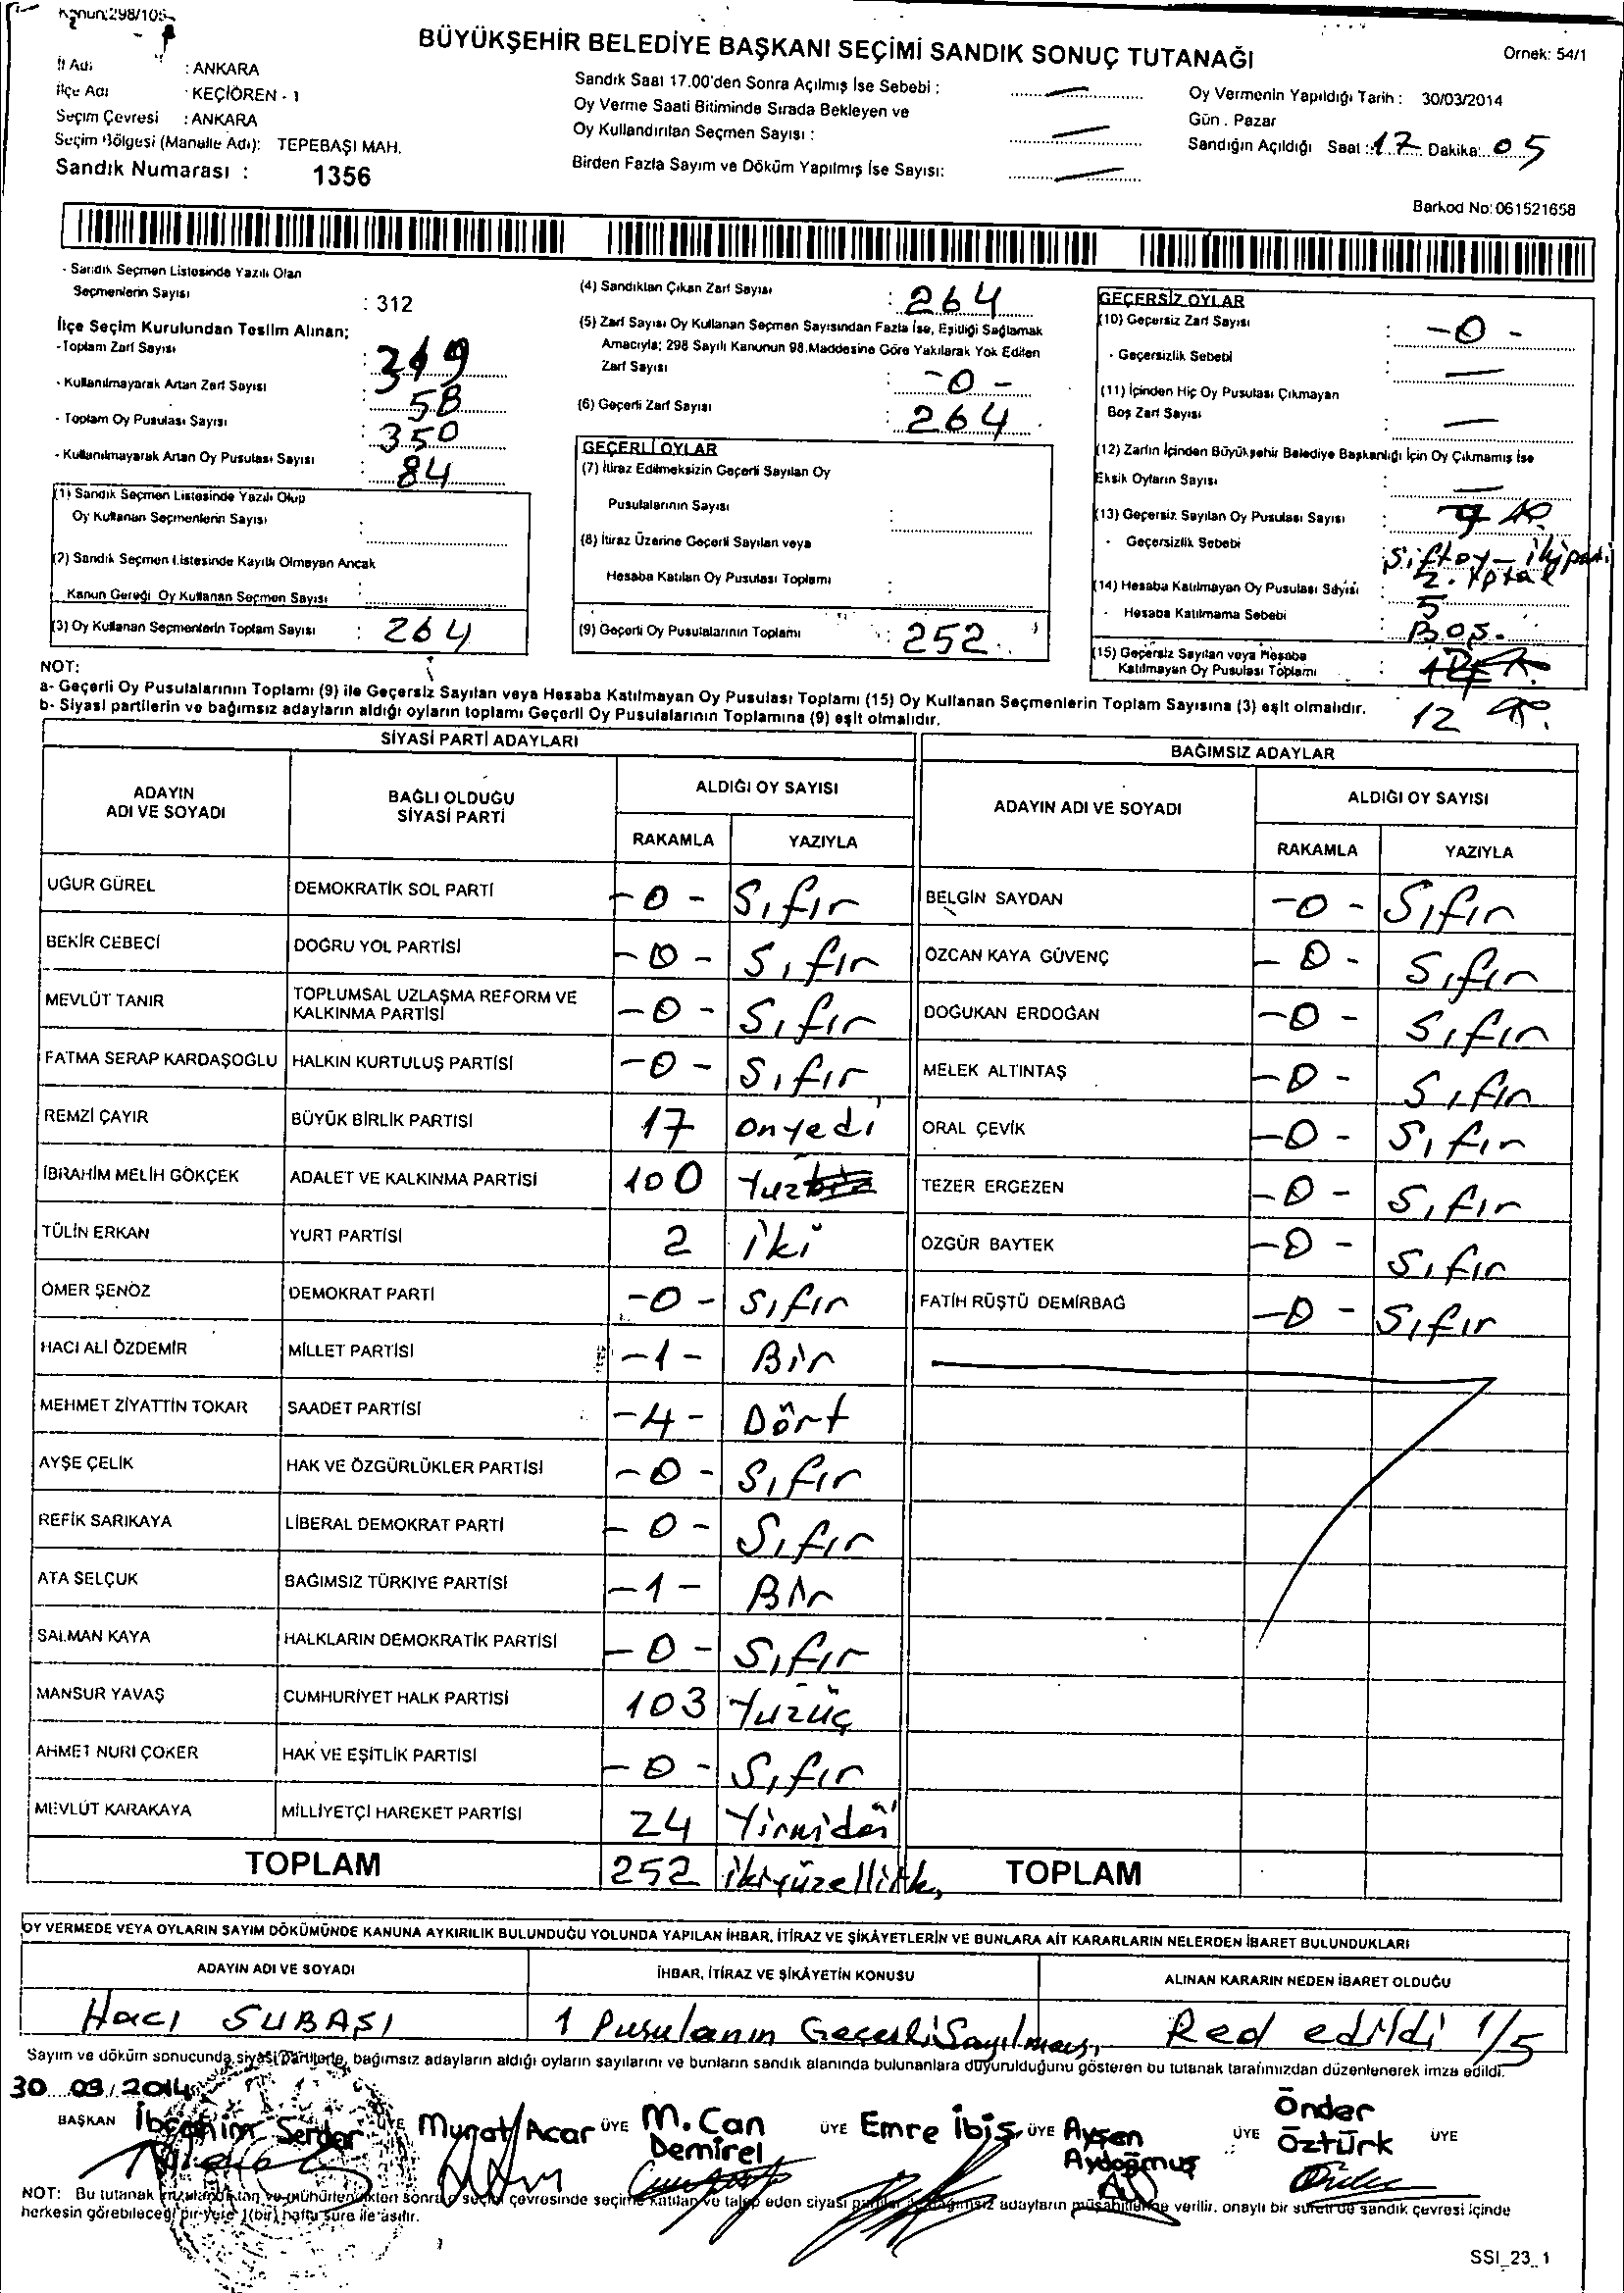 Kanun:298/105
BÜYÜKŞEHİR BELEDİYE BAŞKANI SEÇİMİ SANDIK SONUÇ TUTANAĞI
Ornek: 54/1
İl Adı : ANKARA
İlçe Adı : KEÇİÖREN - 1
Seçim Çevresi : ANKARA
Seçim Bölgesi (Mahalle Adı): TEPEBAŞI MAH.
Sandık Numarası : 1356
Sandık Saat 17.00'den Sonra Açılmış İse Sebebi : —
Oy Verme Saati Bitiminde Sırada Bekleyen ve
Oy Kullandırılan Seçmen Sayısı : —
Birden Fazla Sayım ve Döküm Yapılmış İse Sayısı: —
Oy Vermenin Yapıldığı Tarih : 30/03/2014
Gün . Pazar
Sandığın Açıldığı Saat : 17 Dakika: 05
Barkod No: 061521658
- Sandık Seçmen Listesinde Yazılı Olan
Seçmenlerin Sayısı : 312
İlçe Seçim Kurulundan Teslim Alınan;
- Toplam Zarf Sayısı : 319
- Kullanılmayarak Artan Zarf Sayısı : 58
- Toplam Oy Pusulası Sayısı : 350
- Kullanılmayarak Artan Oy Pusulası Sayısı : 84
(1) Sandık Seçmen Listesinde Yazılı Olup
Oy Kullanan Seçmenlerin Sayısı :
(2) Sandık Seçmen Listesinde Kayıtlı Olmayan Ancak
Kanun Gereği Oy Kullanan Seçmen Sayısı :
(3) Oy Kullanan Seçmenlerin Toplam Sayısı : 264
(4) Sandıktan Çıkan Zarf Sayısı : 264
(5) Zarf Sayısı Oy Kullanan Seçmen Sayısından Fazla İse, Eşitliği Sağlamak
Amacıyla; 298 Sayılı Kanunun 98.Maddesine Göre Yakılarak Yok Edilen
Zarf Sayısı : -0-
(6) Geçerli Zarf Sayısı : 264
GEÇERLİ OYLAR
(7) İtiraz Edilmeksizin Geçerli Sayılan Oy
Pusulalarının Sayısı :
(8) İtiraz Üzerine Geçerli Sayılan veya
Hesaba Katılan Oy Pusulası Toplamı :
(9) Geçerli Oy Pusulalarının Toplamı : 252
GEÇERSİZ OYLAR
(10) Geçersiz Zarf Sayısı : -0-
- Geçersizlik Sebebi : —
(11) İçinden Hiç Oy Pusulası Çıkmayan
Boş Zarf Sayısı : —
(12) Zarfın İçinden Büyükşehir Belediye Başkanlığı İçin Oy Çıkmamış İse
Eksik Oyların Sayısı : —
(13) Geçersiz Sayılan Oy Pusulası Sayısı :
- Geçersizlik Sebebi :
(14) Hesaba Katılmayan Oy Pusulası Sayısı : 5
- Hesaba Katılmama Sebebi : Boş.
(15) Geçersiz Sayılan veya Hesaba
Katılmayan Oy Pusulası Toplamı :
12
NOT:
a- Geçerli Oy Pusulalarının Toplamı (9) ile Geçersiz Sayılan veya Hesaba Katılmayan Oy Pusulası Toplamı (15) Oy Kullanan Seçmenlerin Toplam Sayısına (3) eşit olmalıdır.
b- Siyasi partilerin ve bağımsız adayların aldığı oyların toplamı Geçerli Oy Pusulalarının Toplamına (9) eşit olmalıdır.
SİYASİ PARTİ ADAYLARI
BAĞIMSIZ ADAYLAR
ADAYIN ADI VE SOYADI BAĞLI OLDUĞU SİYASİ PARTİ ALDIĞI OY SAYISI ADAYIN ADI VE SOYADI ALDIĞI OY SAYISI
RAKAMLA YAZIYLA RAKAMLA YAZIYLA
UĞUR GÜREL DEMOKRATİK SOL PARTİ -0- Sıfır BELGİN SAYDAN -0- Sıfır
BEKİR CEBECİ DOĞRU YOL PARTİSİ -0- Sıfır ÖZCAN KAYA GÜVENÇ -0- Sıfır
MEVLÜT TANIR TOPLUMSAL UZLAŞMA REFORM VE KALKINMA PARTİSİ -0- Sıfır DOĞUKAN ERDOĞAN -0- Sıfır
FATMA SERAP KARDAŞOĞLU HALKIN KURTULUŞ PARTİSİ -0- Sıfır MELEK ALTINTAŞ -0- Sıfır
REMZİ ÇAYIR BÜYÜK BİRLİK PARTİSİ 17 onyedi ORAL ÇEVİK -0- Sıfır
İBRAHİM MELİH GÖKÇEK ADALET VE KALKINMA PARTİSİ 100 Yuz TEZER ERGEZEN -0- Sıfır
TÜLİN ERKAN YURT PARTİSİ 2 iki ÖZGÜR BAYTEK -0- Sıfır
ÖMER ŞENÖZ DEMOKRAT PARTİ -0- Sıfır FATİH RÜŞTÜ DEMİRBAĞ -0- Sıfır
HACI ALİ ÖZDEMİR MİLLET PARTİSİ -1- Bir
MEHMET ZİYATTİN TOKAR SAADET PARTİSİ -4- Dört
AYŞE ÇELİK HAK VE ÖZGÜRLÜKLER PARTİSİ -0- Sıfır
REFİK SARIKAYA LİBERAL DEMOKRAT PARTİ -0- Sıfır
ATA SELÇUK BAĞIMSIZ TÜRKİYE PARTİSİ -1- Bir
SALMAN KAYA HALKLARIN DEMOKRATİK PARTİSİ -0- Sıfır
MANSUR YAVAŞ CUMHURİYET HALK PARTİSİ 103 Yüzüç
AHMET NURİ ÇOKER HAK VE EŞİTLİK PARTİSİ -0- Sıfır
MEVLÜT KARAKAYA MİLLİYETÇİ HAREKET PARTİSİ 24
TOPLAM 252 TOPLAM
OY VERMEDE VEYA OYLARIN SAYIM DÖKÜMÜNDE KANUNA AYKIRILIK BULUNDUĞU YOLUNDA YAPILAN İHBAR, İTİRAZ VE ŞİKÂYETLERİN VE BUNLARA AİT KARARLARIN NELERDEN İBARET BULUNDUKLARI
ADAYIN ADI VE SOYADI İHBAR, İTİRAZ VE ŞİKÂYETİN KONUSU ALINAN KARARIN NEDEN İBARET OLDUĞU
Hacı SUBAŞI 1 Pusulanın Geçerli Sayılması Red edildi 1/5
Sayım ve döküm sonucunda siyasi partilerle, bağımsız adayların aldığı oyların sayılarını ve bunların sandık alanında bulunanlara duyurulduğunu gösteren bu tutanak tarafımızdan düzenlenerek imza edildi.
30 03/2014
BAŞKAN İbrahim Serdar ÜYE Murat Acar ÜYE M. Can Demirel ÜYE Emre İbiş ÜYE Ayşen Aydoğmuş ÜYE Önder Öztürk ÜYE
NOT: Bu tutanak imzalandıktan ve mühürlendikten sonra o seçim çevresinde seçime katılan ve talep eden siyasi partiler ile bağımsız adayların müşahitlerine verilir. onaylı bir sureti de sandık çevresi içinde
herkesin görebileceği bir yere 1(bir) hafta süre ile asılır.
SSI_23_1